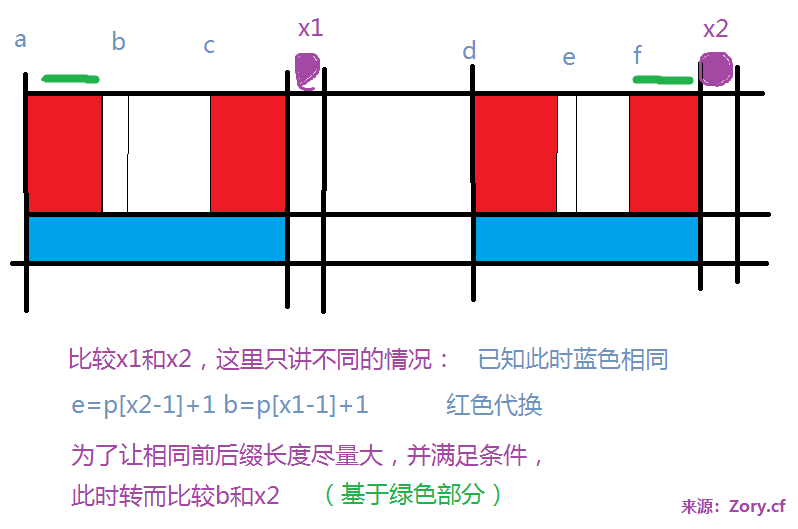 a b c x1 d e f x2
比较x1和x2，这里只讲不同的情况： 已知此时蓝色相同
e=p[x2-1]+1 b=p[x1-1]+1 红色代换
为了让相同前后缀长度尽量大，并满足条件，
此时转而比较b和x2 （基于绿色部分）
来源：Zory.cf